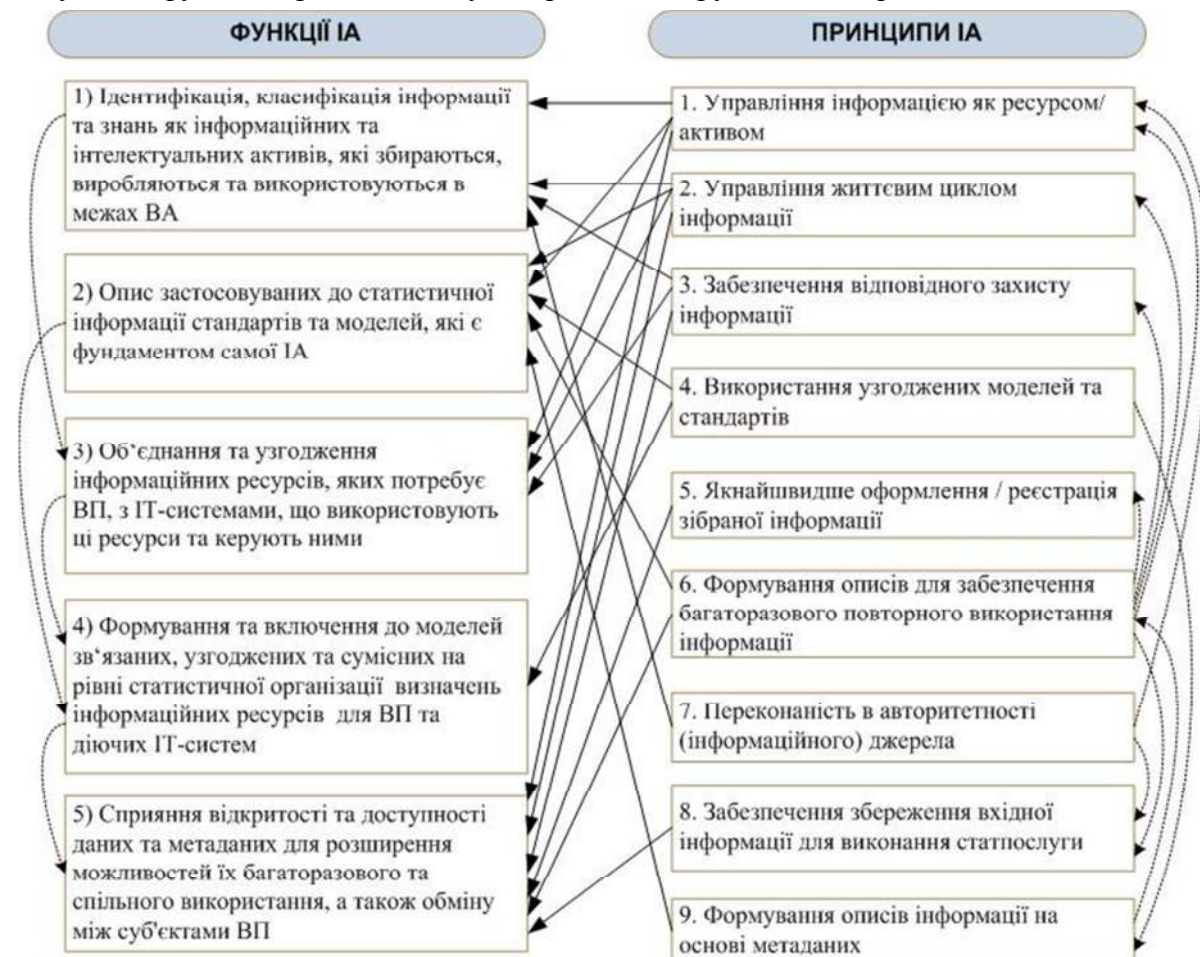 ФУНКЦІЇ ІА
1) Ідентифікація, класифікація інформації
та знань як інформаційних та
інтелектуальних активів, які збираються,
виробляються та використовуються в
межах ВА
2) Опис застосовуваних до статистичної
інформації стандартів та моделей, які є
фундаментом самої ІА
3) Об‘єднання та узгодження
інформаційних ресурсів, яких потребує
ВП, з ІТ-системами, що використовують
ці ресурси та керують ними
4) Формування та включення до моделей
зв‘язаних, узгоджених та сумісних на
рівні статистичної організації визначень
інформаційних ресурсів для ВП та
діючих ІТ-систем
5) Сприяння відкритості та доступності
даних та метаданих для розширення
можливостей їх багаторазового та
спільного використання, а також обміну
між суб'єктами ВП
ПРИНЦИПИ ІА
1. Управління інформацією як ресурсом/
активом
2. Управління життєвим циклом
інформації
3. Забезпечення відповідного захисту
інформації
4. Використання узгоджених моделей та
стандартів
5. Якнайшвидше оформлення / реєстрація
зібраної інформації
6. Формування описів для забезпечення
багаторазового повторного використання
інформації
7. Переконаність в авторитетності
(інформаційного) джерела
8. Забезпечення збереження вхідної
інформації для виконання статпослуги
9. Формування описів інформації на
основі метаданих